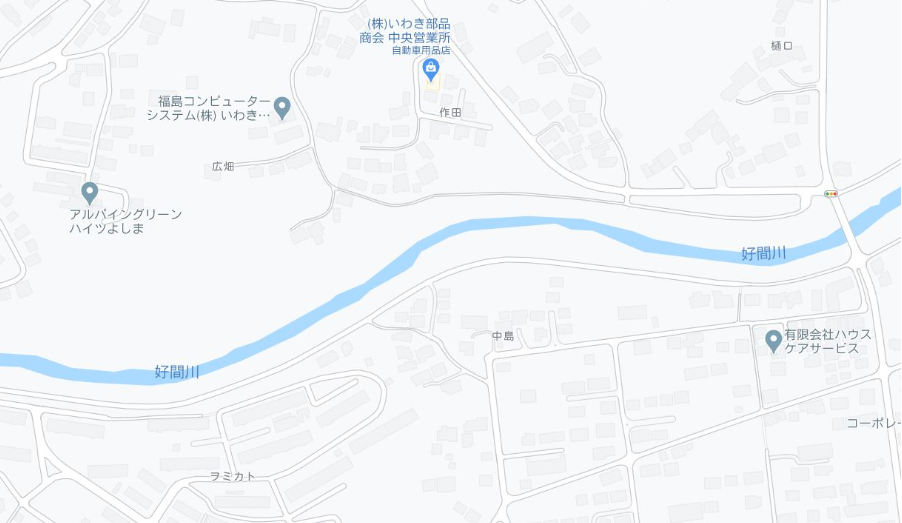 (株)いわき部品
商会 中央営業所
自動車用品店
樋口
福島コンピューター
システム(株) いわき…
作田
広畑
アルパイングリーン
ハイツよしま
好間川
中島
有限会社ハウス
ケアサービス
好間川
コーポレー
ヲミカト